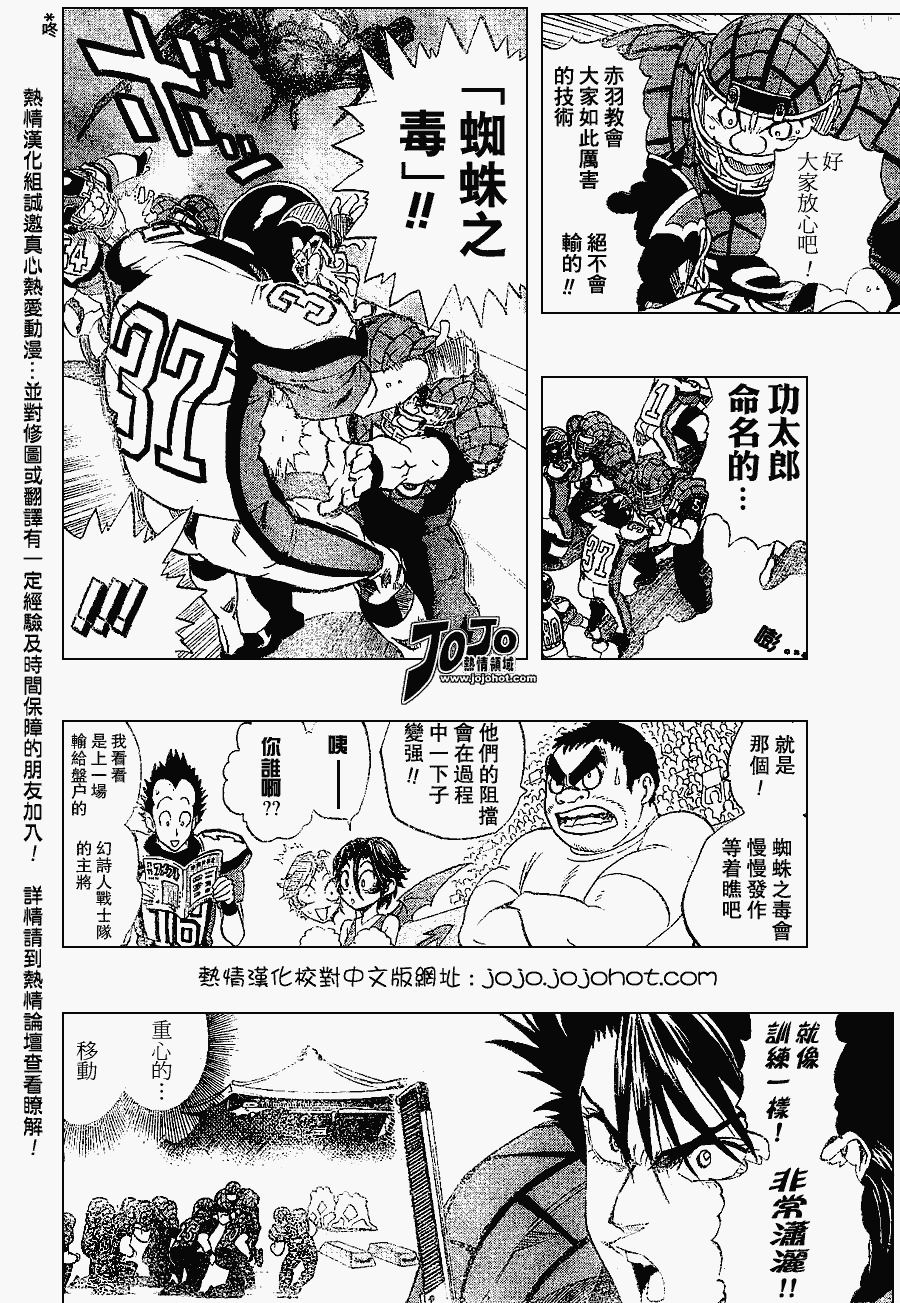 赤羽教會
大家如此厲害
的技術
絕不會
輸的!!
好
大家放心吧!
「蜘蛛之
毒」!!
*咚
功太郎
命名的…
膨
就是
那個!
蜘蛛之毒會
慢慢發作
等着瞧吧
他們的阻擋
會在過程
中一下子
變强!!
咦—
你誰啊??
我看看
是上一場
輸給盤戶的
幻詩人戰士隊
的主將
就像
訓練一樣!
非常瀟灑!!
重心的…
移動
37
3
54
1
37
JOJO
熱情領域
www.jojohot.com
熱情漢化校對中文版網址:jojo.jojohot.com
熱情漢化組誠邀真心熱愛動漫…並對修圖或翻譯有一定經驗及時間保障的朋友加入! 詳情請到熱情論壇查看瞭解!